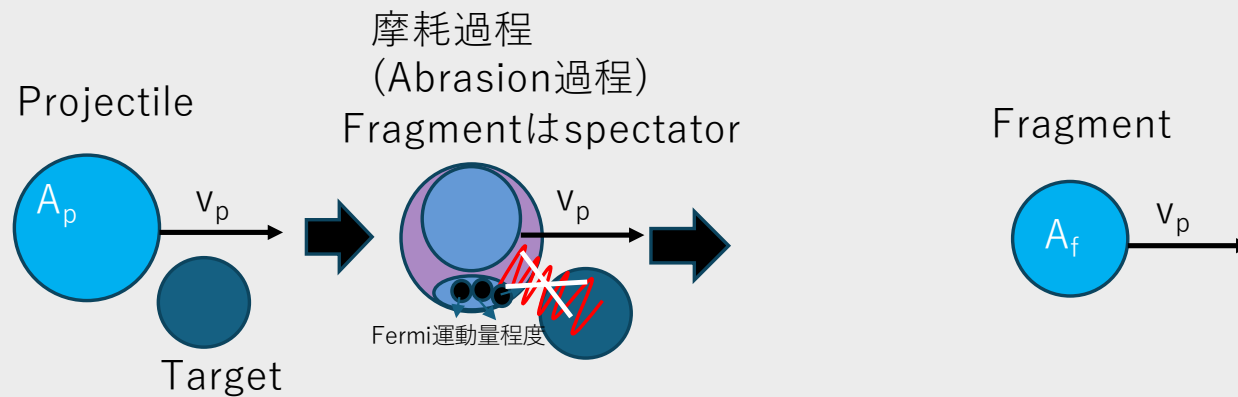 摩耗過程
(Abrasion過程)
Fragmentはspectator
Projectile
Fragment
Ap
vp
vp
Af
vp
Fermi運動量程度
Target